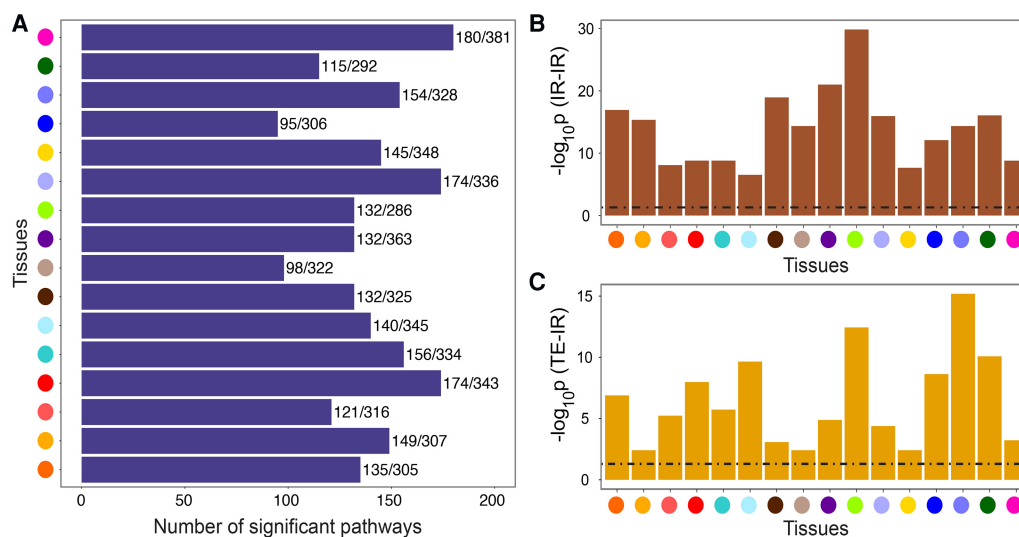 A
Tissues
180/381
115/292
154/328
95/306
145/348
174/336
132/286
132/363
98/322
132/325
140/345
156/334
174/343
121/316
149/307
135/305
0 50 100 150 200
Number of significant pathways
B
-log10p (IR-IR)
30
20
10
0
Tissues
C
-log10p (TE-IR)
15
10
5
0
Tissues